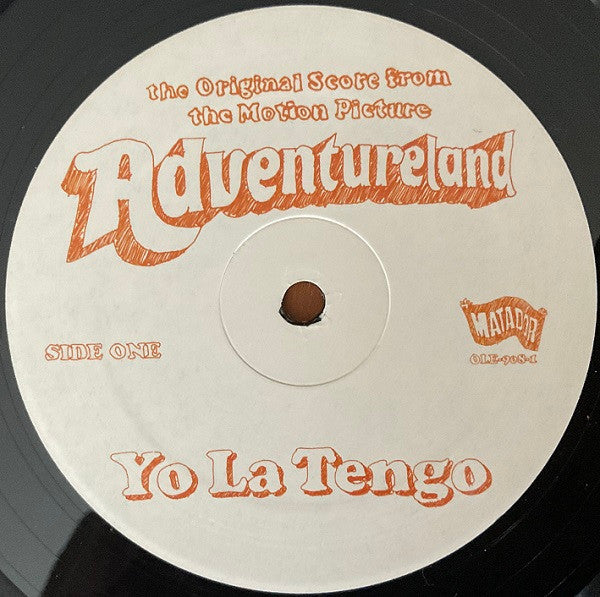 the Original Score from
the Motion Picture
Adventureland
SIDE ONE
MATADOR
OLE-908-1
Yo La Tengo